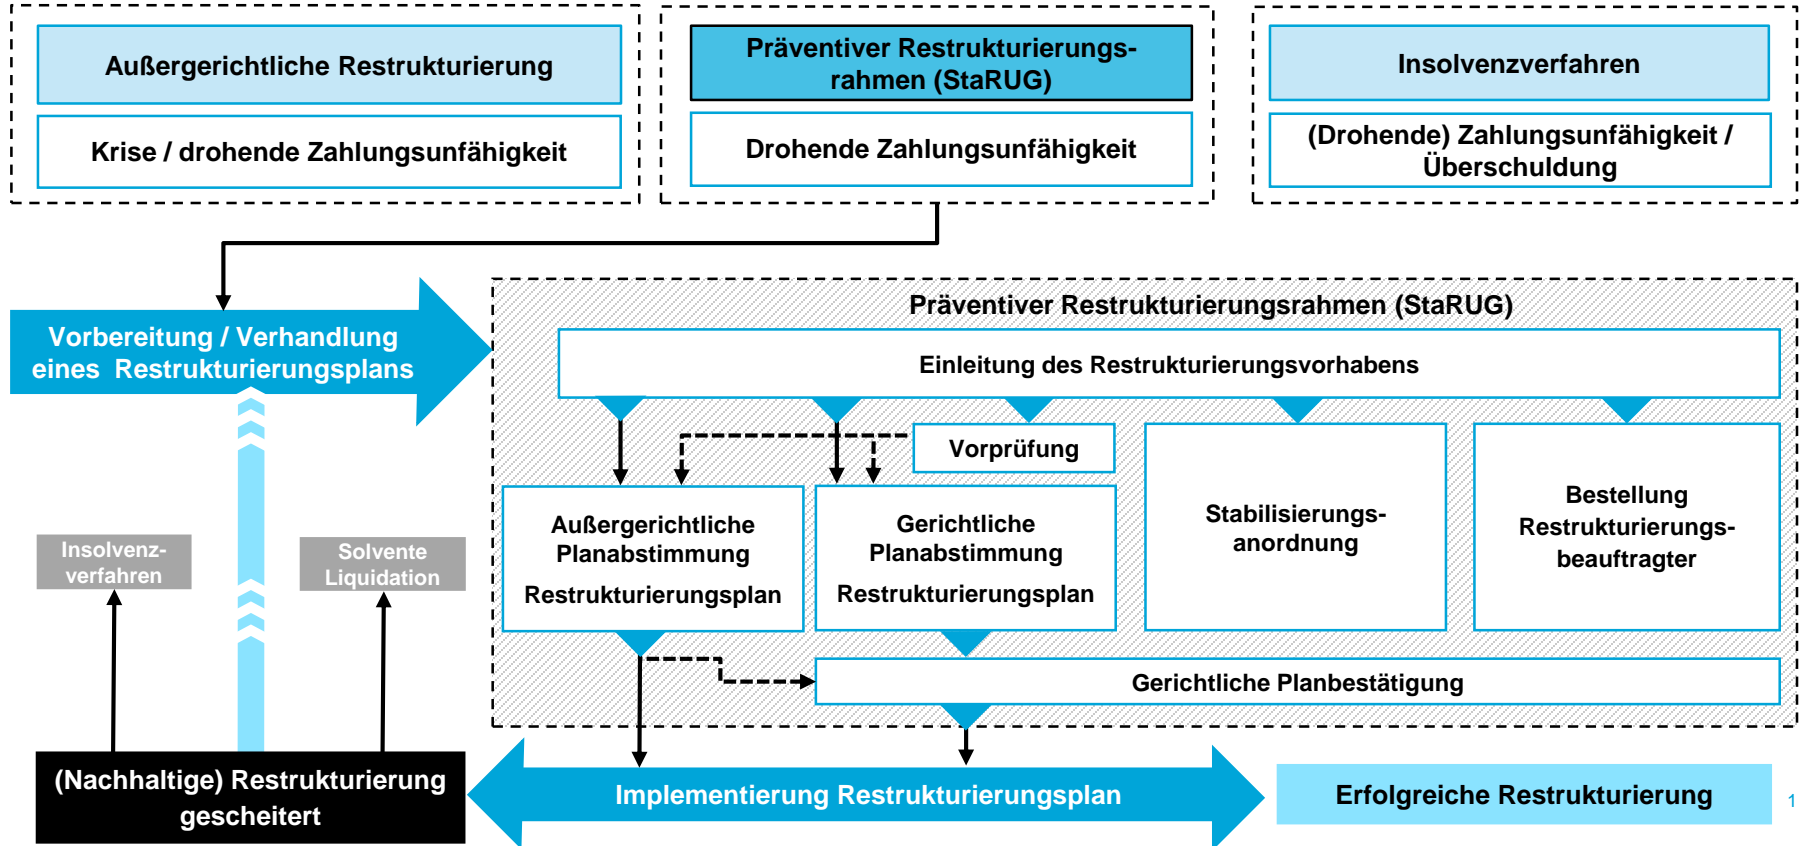 Außergerichtliche Restrukturierung
Krise / drohende Zahlungsunfähigkeit
Präventiver Restrukturierungs-
rahmen (StaRUG)
Drohende Zahlungsunfähigkeit
Insolvenzverfahren
(Drohende) Zahlungsunfähigkeit /
Überschuldung
Vorbereitung / Verhandlung
eines Restrukturierungsplans
Präventiver Restrukturierungsrahmen (StaRUG)
Einleitung des Restrukturierungsvorhabens
Vorprüfung
Außergerichtliche
Planabstimmung
Restrukturierungsplan
Gerichtliche
Planabstimmung
Restrukturierungsplan
Stabilisierungs-
anordnung
Bestellung
Restrukturierungs-
beauftragter
Gerichtliche Planbestätigung
Insolvenz-
verfahren
Solvente
Liquidation
(Nachhaltige) Restrukturierung
gescheitert
Implementierung Restrukturierungsplan
Erfolgreiche Restrukturierung
1